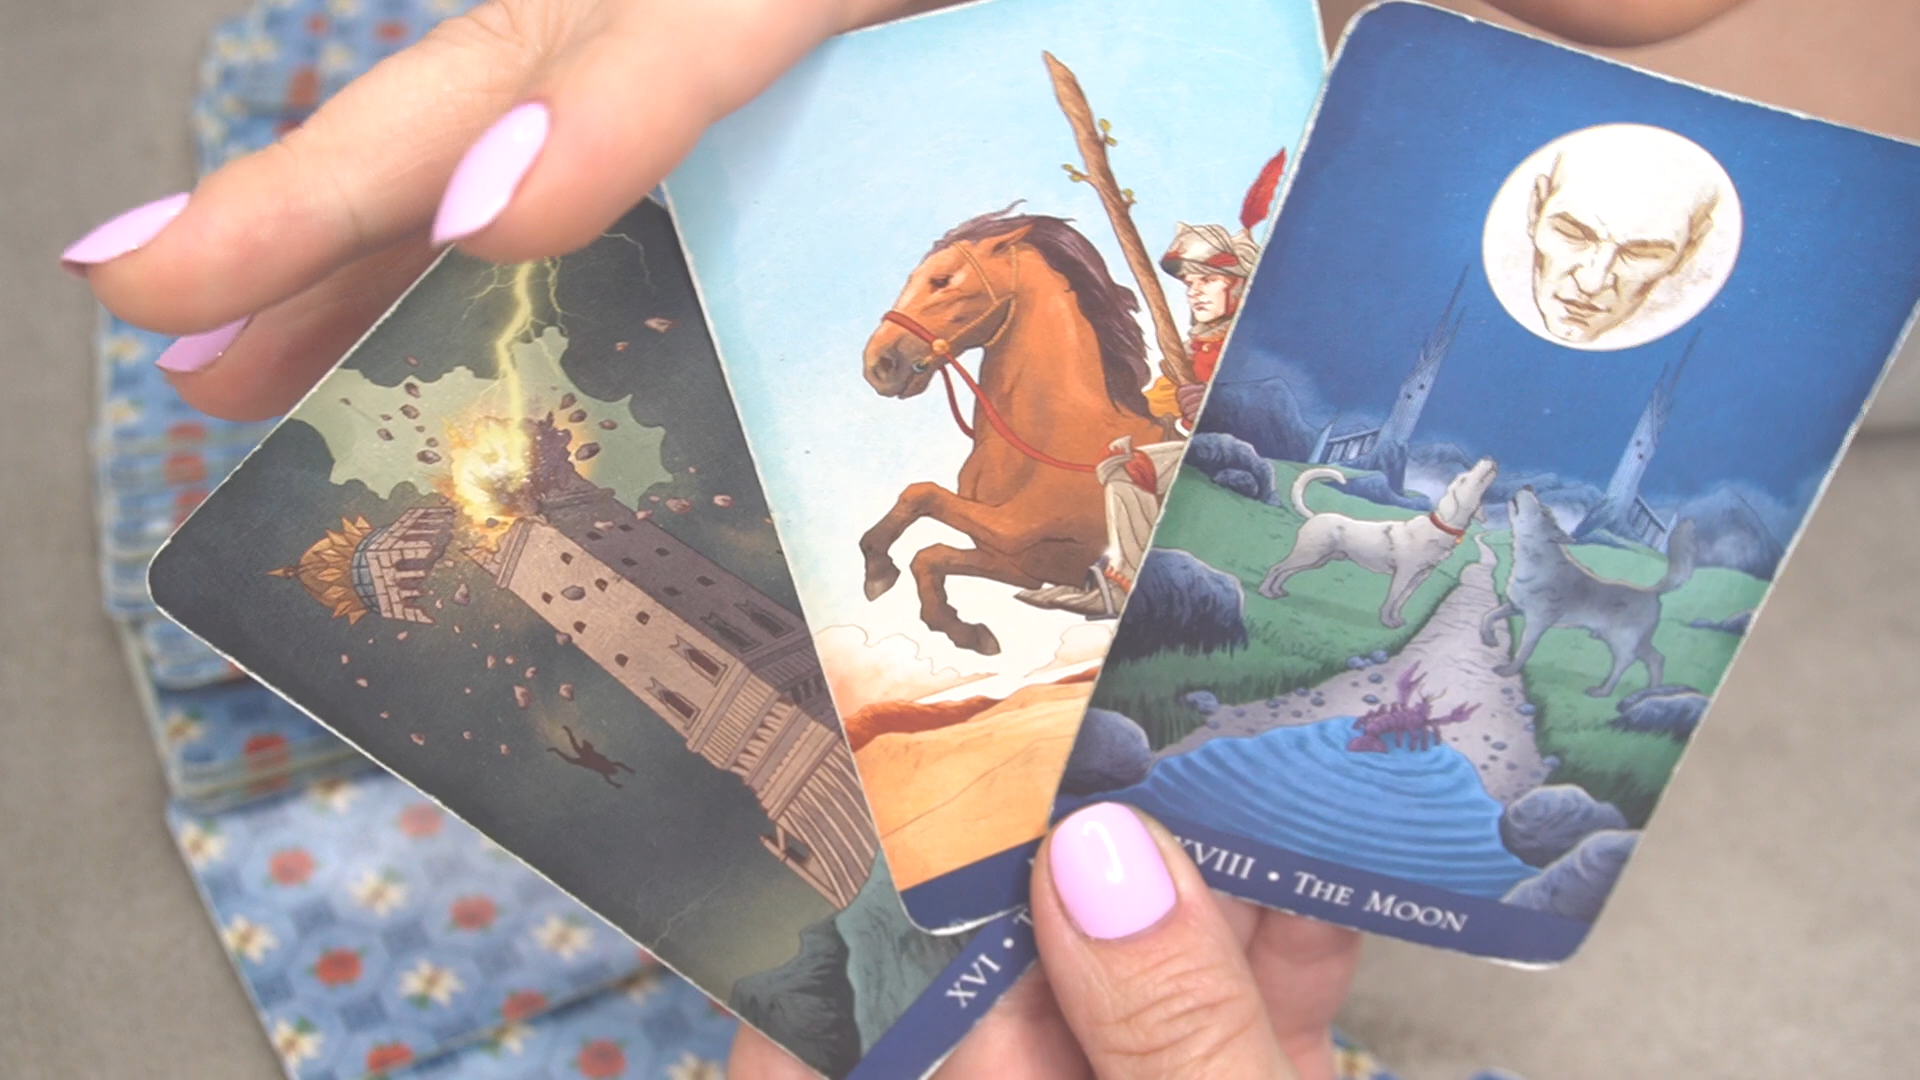 XVI •
XVIII • THE MOON